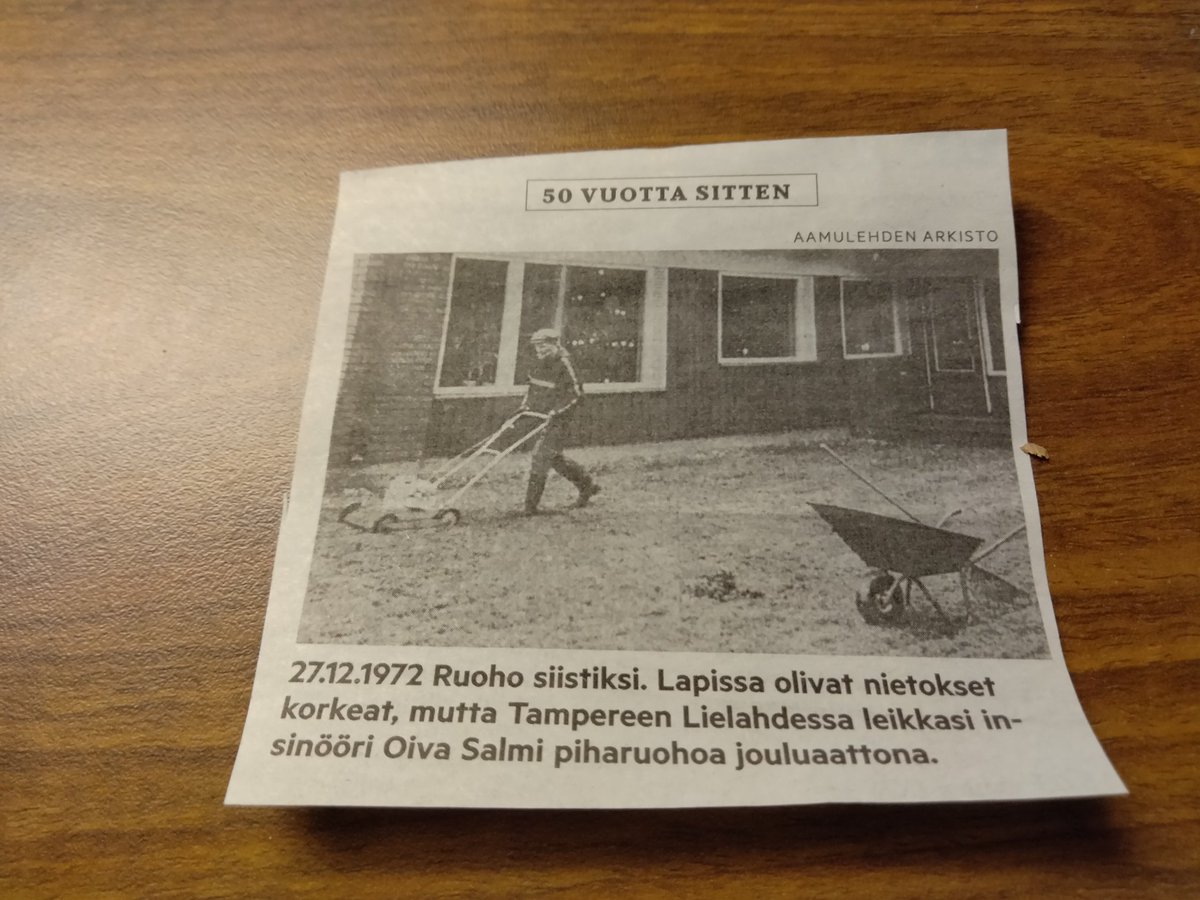 50 VUOTTA SITTEN
AAMULEHDEN ARKISTO
27.12.1972 Ruoho siistiksi. Lapissa olivat nietokset
korkeat, mutta Tampereen Lielahdessa leikkasi in-
sinööri Oiva Salmi piharuohoa jouluaattona.